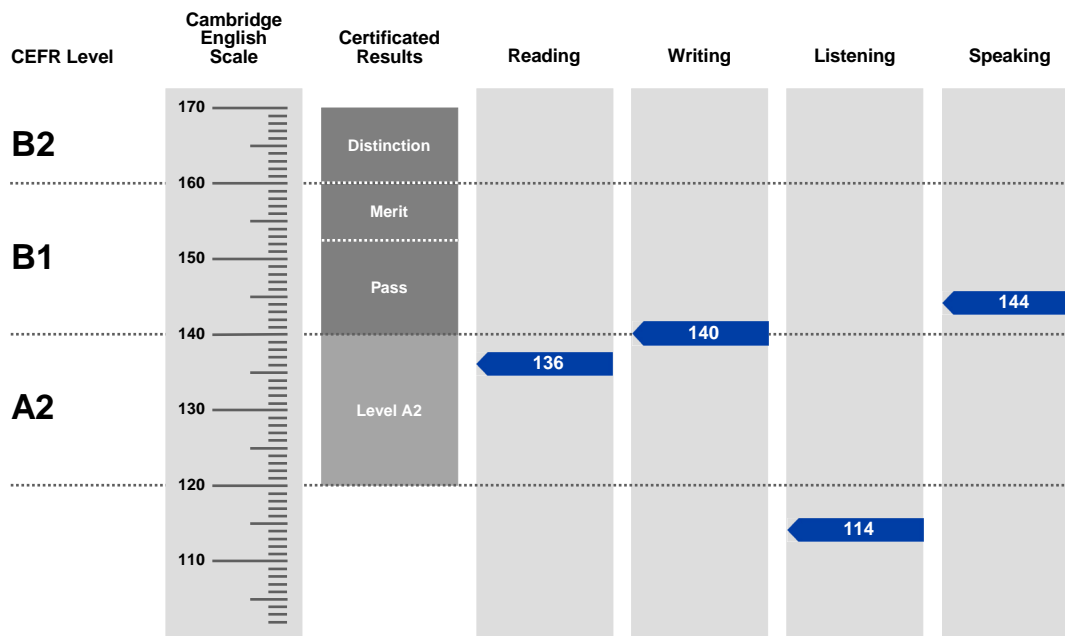 CEFR Level
Cambridge
English
Scale
Certificated
Results
Reading
Writing
Listening
Speaking
170
B2
Distinction
160
Merit
B1
150
Pass
144
140
140
136
A2
130
Level A2
120
114
110